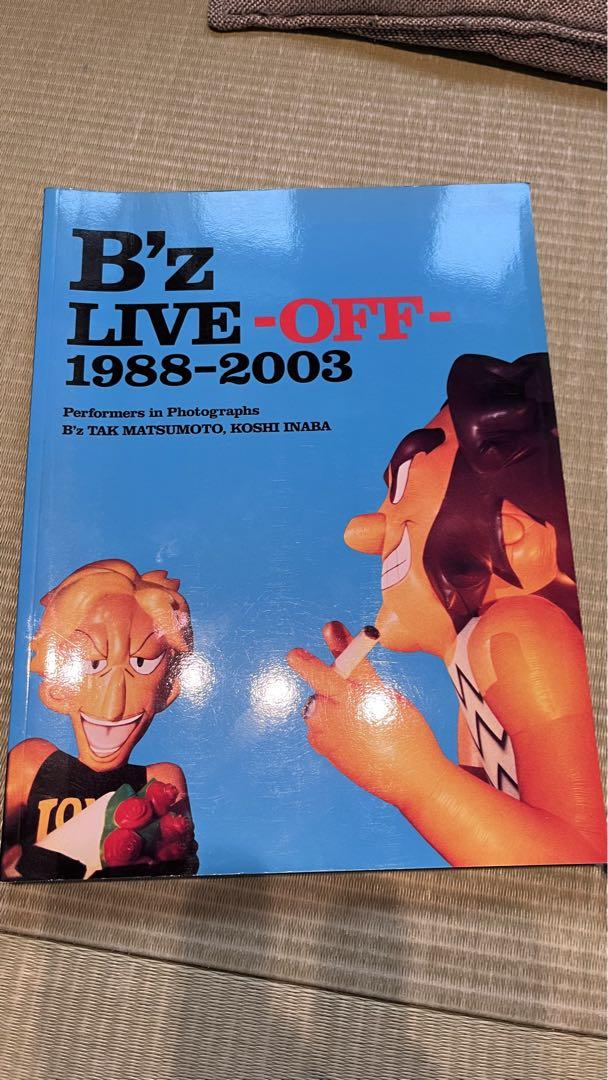 B'z
LIVE -OFF-
1988-2003
Performers in Photographs
B'z TAK MATSUMOTO, KOSHI INABA